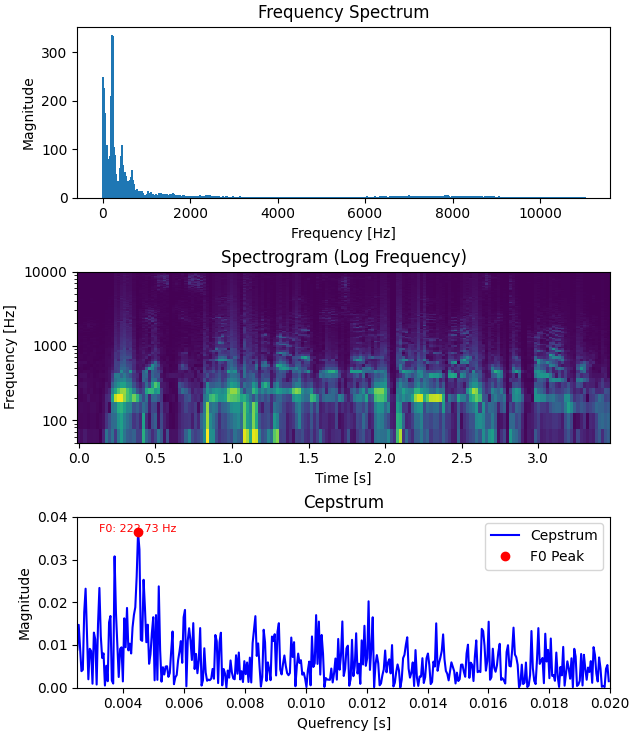 Frequency Spectrum
300
200
100
0
Magnitude
0 2000 4000 6000 8000 10000
Frequency [Hz]
Spectrogram (Log Frequency)
10000
1000
100
Frequency [Hz]
0.0 0.5 1.0 1.5 2.0 2.5 3.0
Time [s]
Cepstrum
0.04
0.03
0.02
0.01
0.00
Magnitude
F0: 222.73 Hz
Cepstrum
F0 Peak
0.004 0.006 0.008 0.010 0.012 0.014 0.016 0.018 0.020
Quefrency [s]